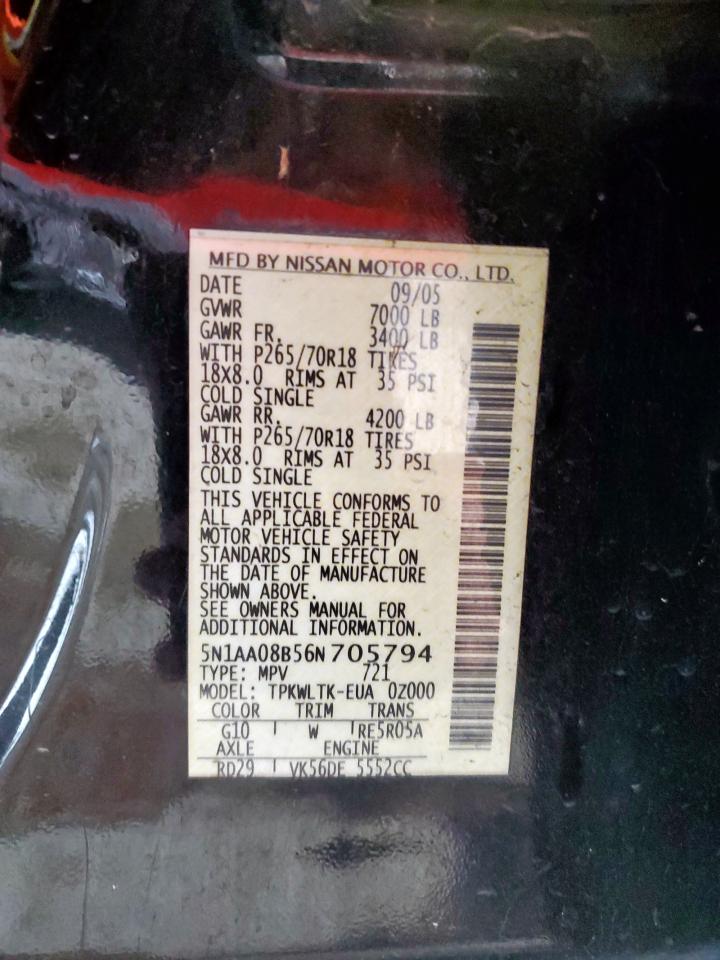 MFD BY NISSAN MOTOR CO., LTD.
DATE 09/05
GVWR 7000 LB
GAWR FR. 3400 LB
WITH P265/70R18 TIRES
18X8.0 RIMS AT 35 PSI
COLD SINGLE
GAWR RR. 4200 LB
WITH P265/70R18 TIRES
18X8.0 RIMS AT 35 PSI
COLD SINGLE
THIS VEHICLE CONFORMS TO
ALL APPLICABLE FEDERAL
MOTOR VEHICLE SAFETY
STANDARDS IN EFFECT ON
THE DATE OF MANUFACTURE
SHOWN ABOVE.
SEE OWNERS MANUAL FOR
ADDITIONAL INFORMATION.
5N1AA08B56N705794
TYPE: MPV 721
MODEL: TPKWLTK-EUA 0Z000
COLOR TRIM TRANS
G10 W RE5R05A
AXLE ENGINE
RD29 VK56DE 5552CC